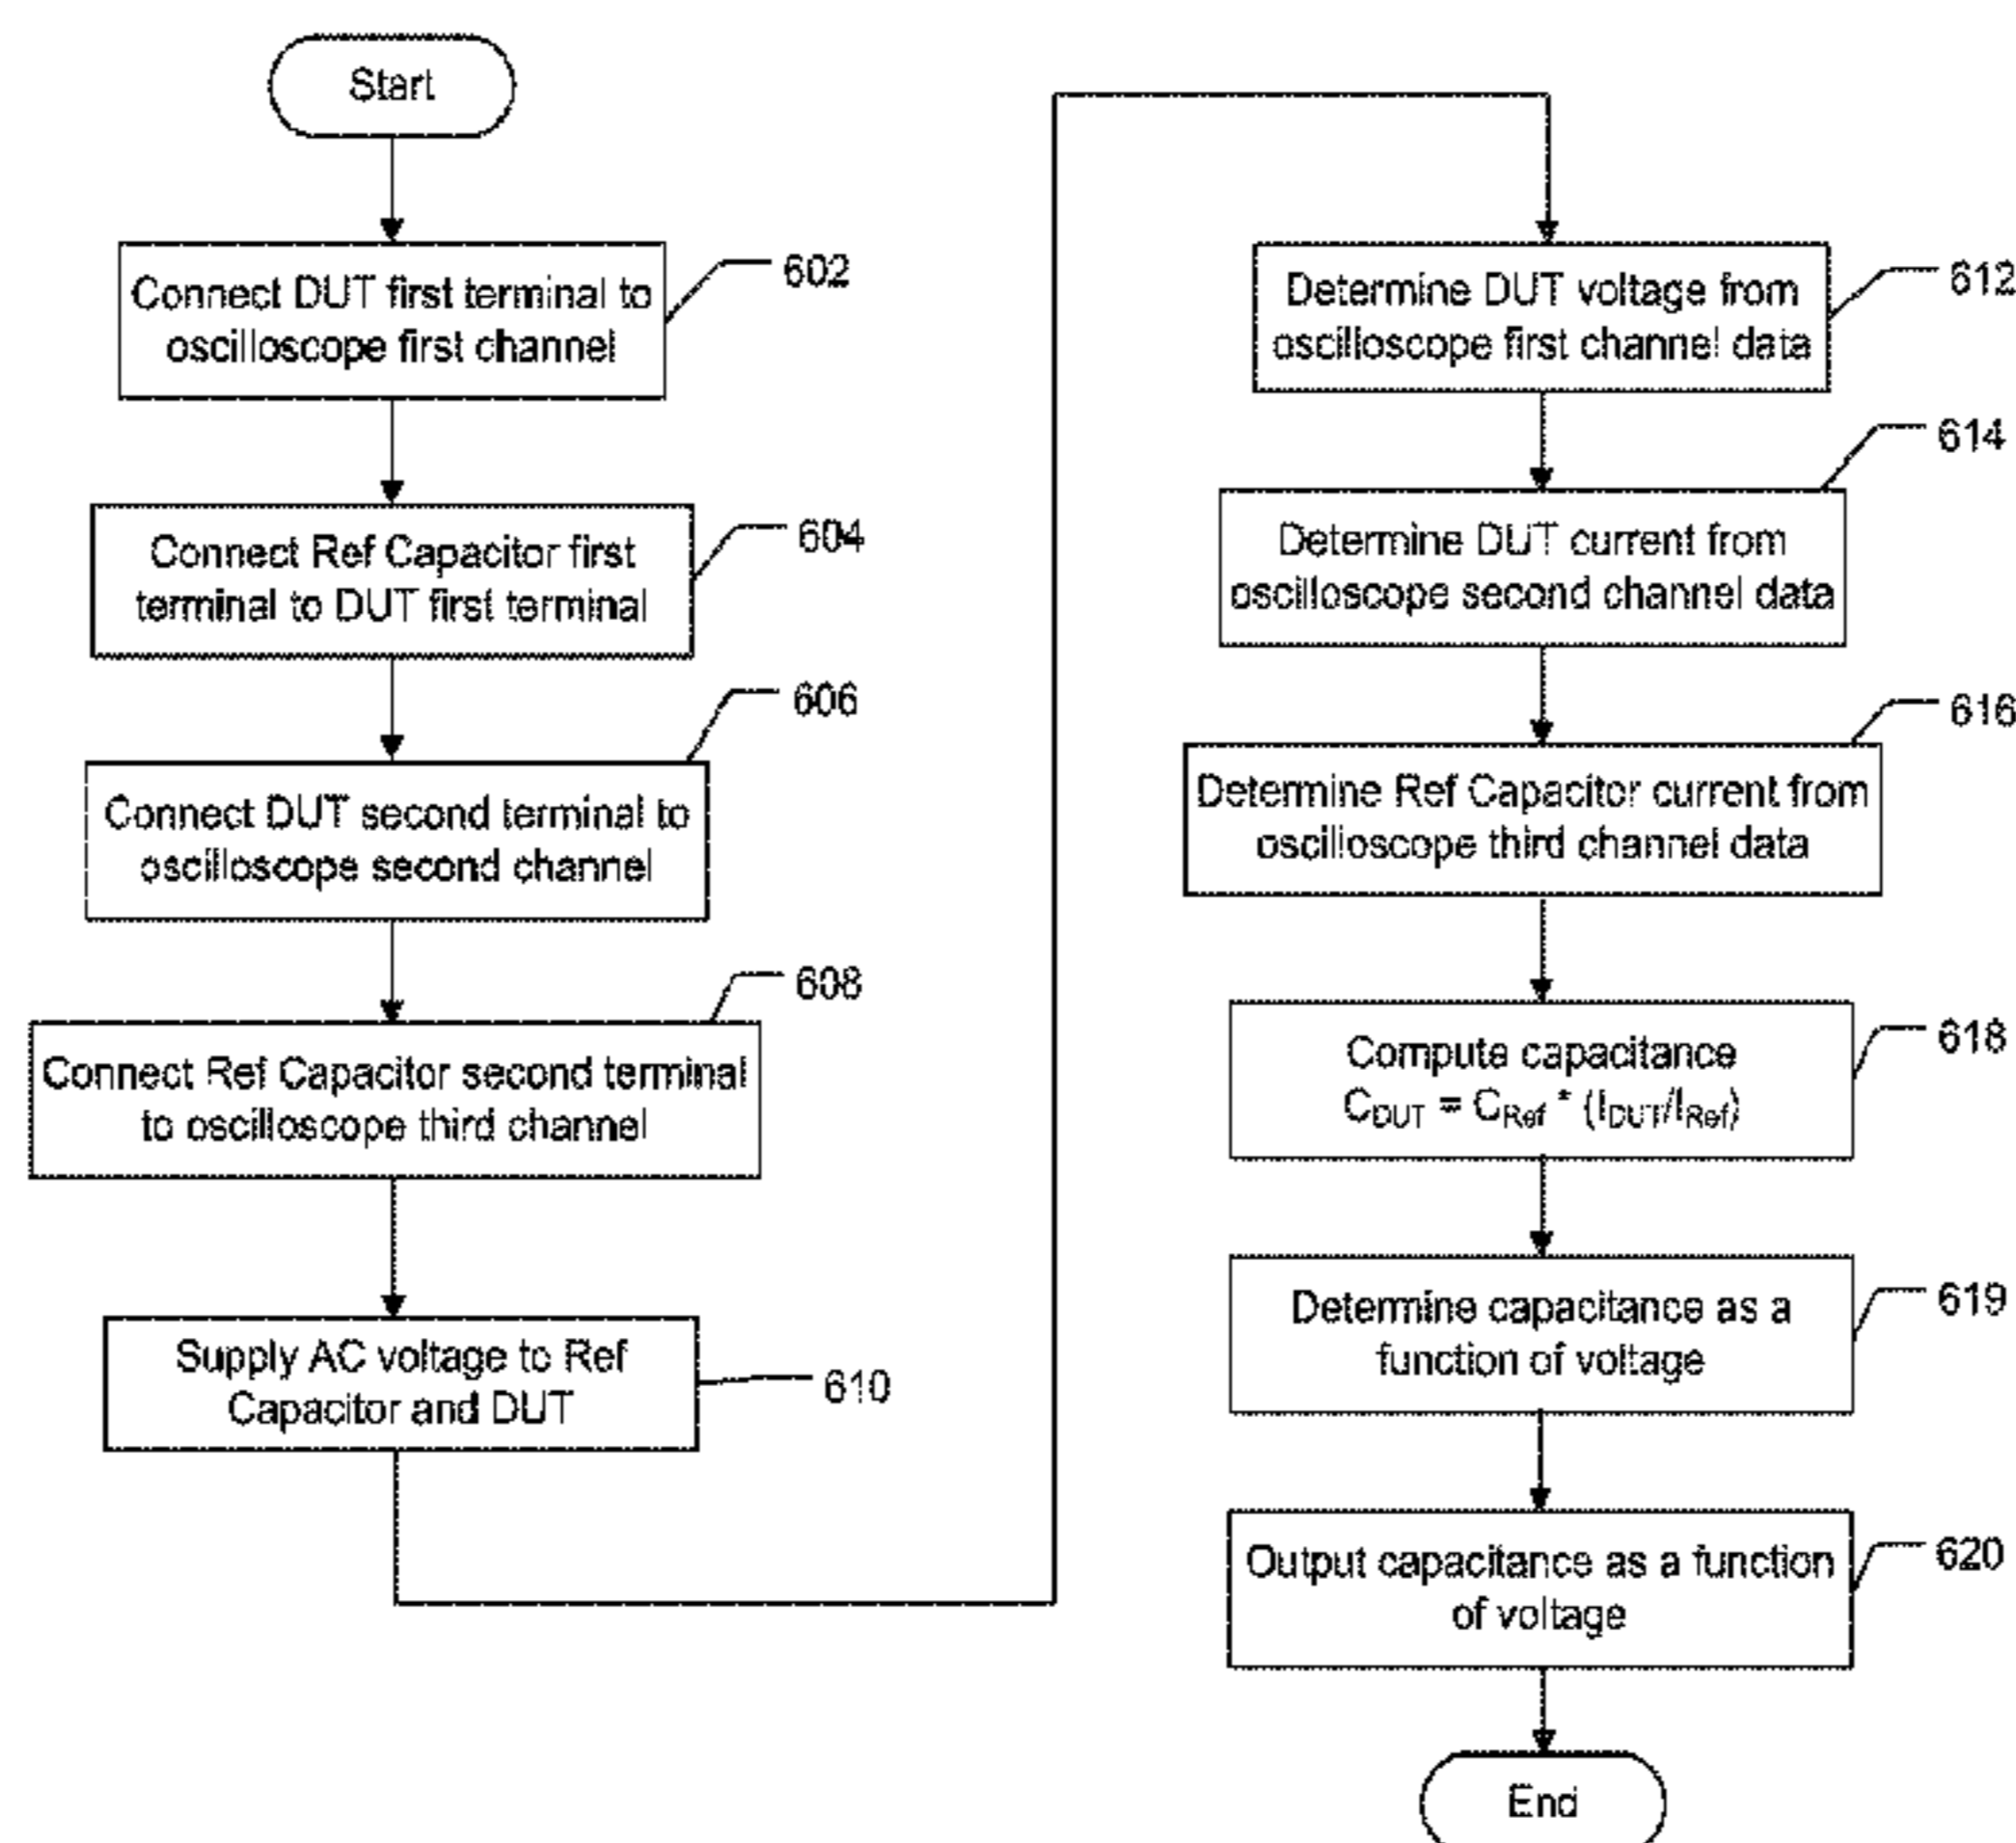 Start
Connect DUT first terminal to
oscilloscope first channel
602
Connect Ref Capacitor first
terminal to DUT first terminal
604
Connect DUT second terminal to
oscilloscope second channel
606
Connect Ref Capacitor second terminal
to oscilloscope third channel
608
Supply AC voltage to Ref
Capacitor and DUT
610
Determine DUT voltage from
oscilloscope first channel data
612
Determine DUT current from
oscilloscope second channel data
614
Determine Ref Capacitor current from
oscilloscope third channel data
616
Compute capacitance
C_DUT = C_Ref * (I_DUT/I_Ref)
618
Determine capacitance as a
function of voltage
619
Output capacitance as a function
of voltage
620
End